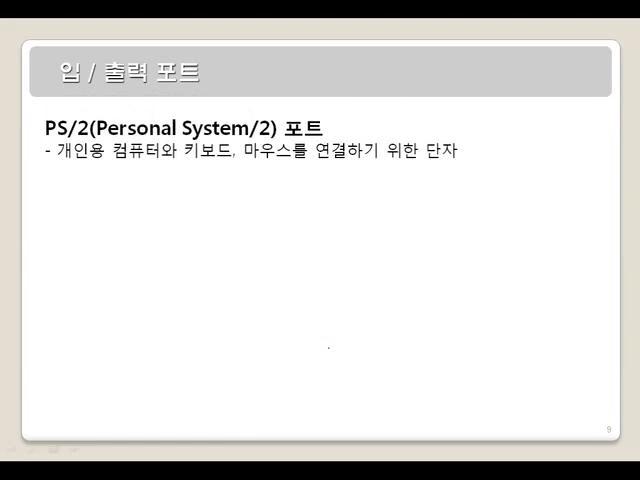 입 / 출력 포트
PS/2(Personal System/2) 포트
- 개인용 컴퓨터와 키보드, 마우스를 연결하기 위한 단자
9